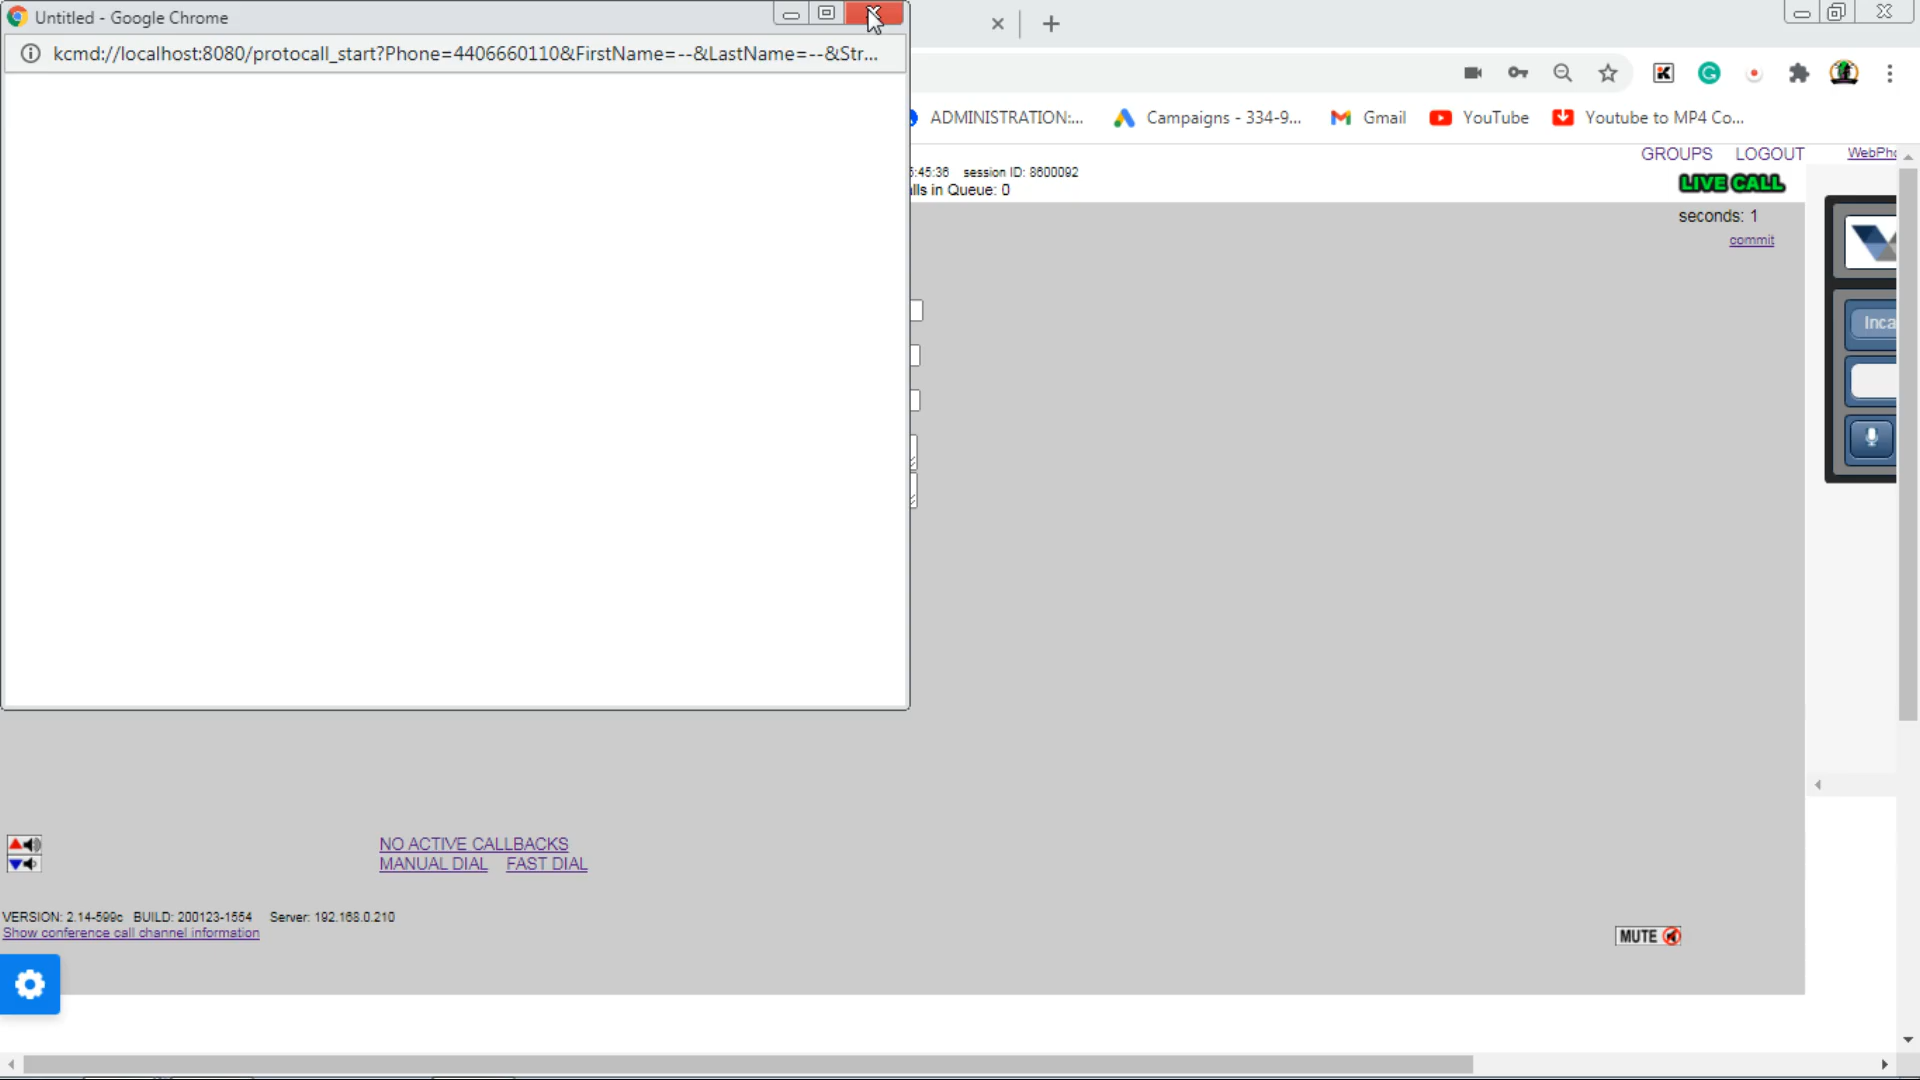 Untitled - Google Chrome
kcmd://localhost:8080/protocall_start?Phone=4406660110&FirstName=--&LastName=--&Str...
ADMINISTRATION:...
Campaigns - 334-9...
Gmail
YouTube
Youtube to MP4 Co...
GROUPS LOGOUT
WebPho
:45:36 session ID: 8600092
lls in Queue: 0
LIVE CALL
seconds: 1
commit
Inca
NO ACTIVE CALLBACKS
MANUAL DIAL FAST DIAL
VERSION: 2.14-599c BUILD: 200123-1554 Server: 192.168.0.210
Show conference call channel information
MUTE